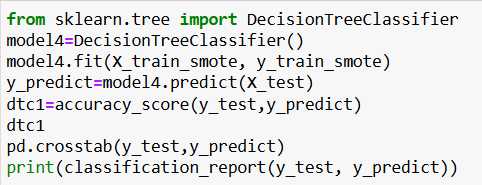 from sklearn.tree import DecisionTreeClassifier
model4=DecisionTreeClassifier()
model4.fit(X_train_smote, y_train_smote)
y_predict=model4.predict(X_test)
dtc1=accuracy_score(y_test,y_predict)
dtc1
pd.crosstab(y_test,y_predict)
print(classification_report(y_test, y_predict))